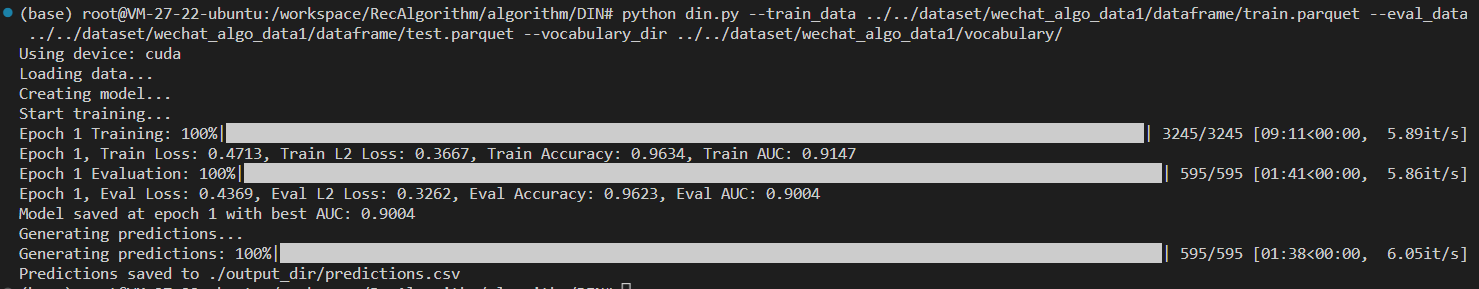 (base) root@VM-27-22-ubuntu:/workspace/RecAlgorithm/algorithm/DIN# python din.py --train_data ../../dataset/wechat_algo_data1/dataframe/train.parquet --eval_data
../../dataset/wechat_algo_data1/dataframe/test.parquet --vocabulary_dir ../../dataset/wechat_algo_data1/vocabulary/
Using device: cuda
Loading data...
Creating model...
Start training...
Epoch 1 Training: 100%| | 3245/3245 [09:11<00:00, 5.89it/s]
Epoch 1, Train Loss: 0.4713, Train L2 Loss: 0.3667, Train Accuracy: 0.9634, Train AUC: 0.9147
Epoch 1 Evaluation: 100%| | 595/595 [01:41<00:00, 5.86it/s]
Epoch 1, Eval Loss: 0.4369, Eval L2 Loss: 0.3262, Eval Accuracy: 0.9623, Eval AUC: 0.9004
Model saved at epoch 1 with best AUC: 0.9004
Generating predictions...
Generating predictions: 100%| | 595/595 [01:38<00:00, 6.05it/s]
Predictions saved to ./output_dir/predictions.csv